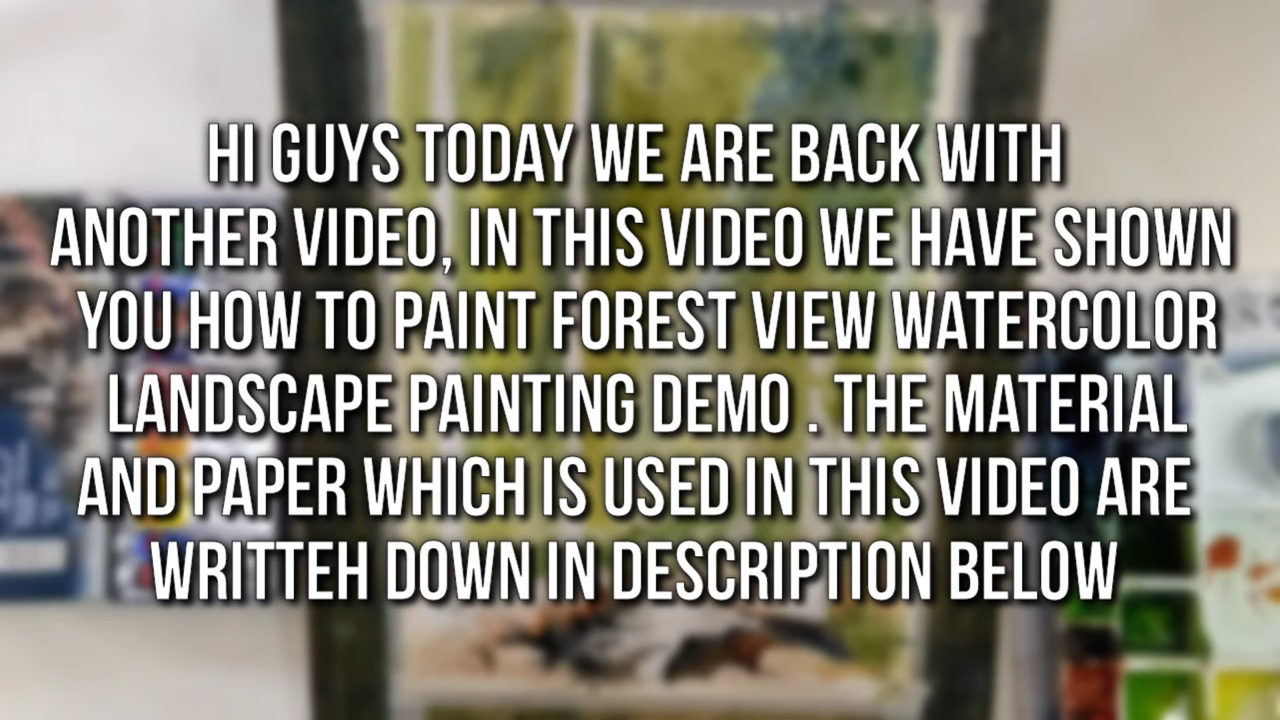 HI GUYS TODAY WE ARE BACK WITH
ANOTHER VIDEO, IN THIS VIDEO WE HAVE SHOWN
YOU HOW TO PAINT FOREST VIEW WATERCOLOR
LANDSCAPE PAINTING DEMO . THE MATERIAL
AND PAPER WHICH IS USED IN THIS VIDEO ARE
WRITTEH DOWN IN DESCRIPTION BELOW